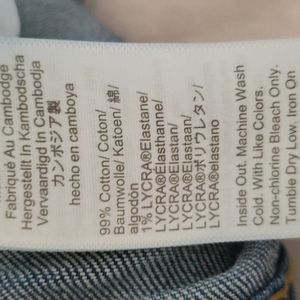 Fabriqué Au Cambodge
Hergestellt In Kambodscha
Vervaardigd In Cambodja
カンボジア製
hecho en camboya
99% Cotton/ Coton/
Baumwolle/ Katoen/ 綿/
algodón
1% LYCRA®Elastane/
LYCRA®Elasthanne/
LYCRA®Elastan/
LYCRA®Elastaan/
LYCRA®ポリウレタン/
LYCRA®elastano
Inside Out. Machine Wash
Cold. With Like Colors.
Non-chlorine Bleach Only.
Tumble Dry Low. Iron On